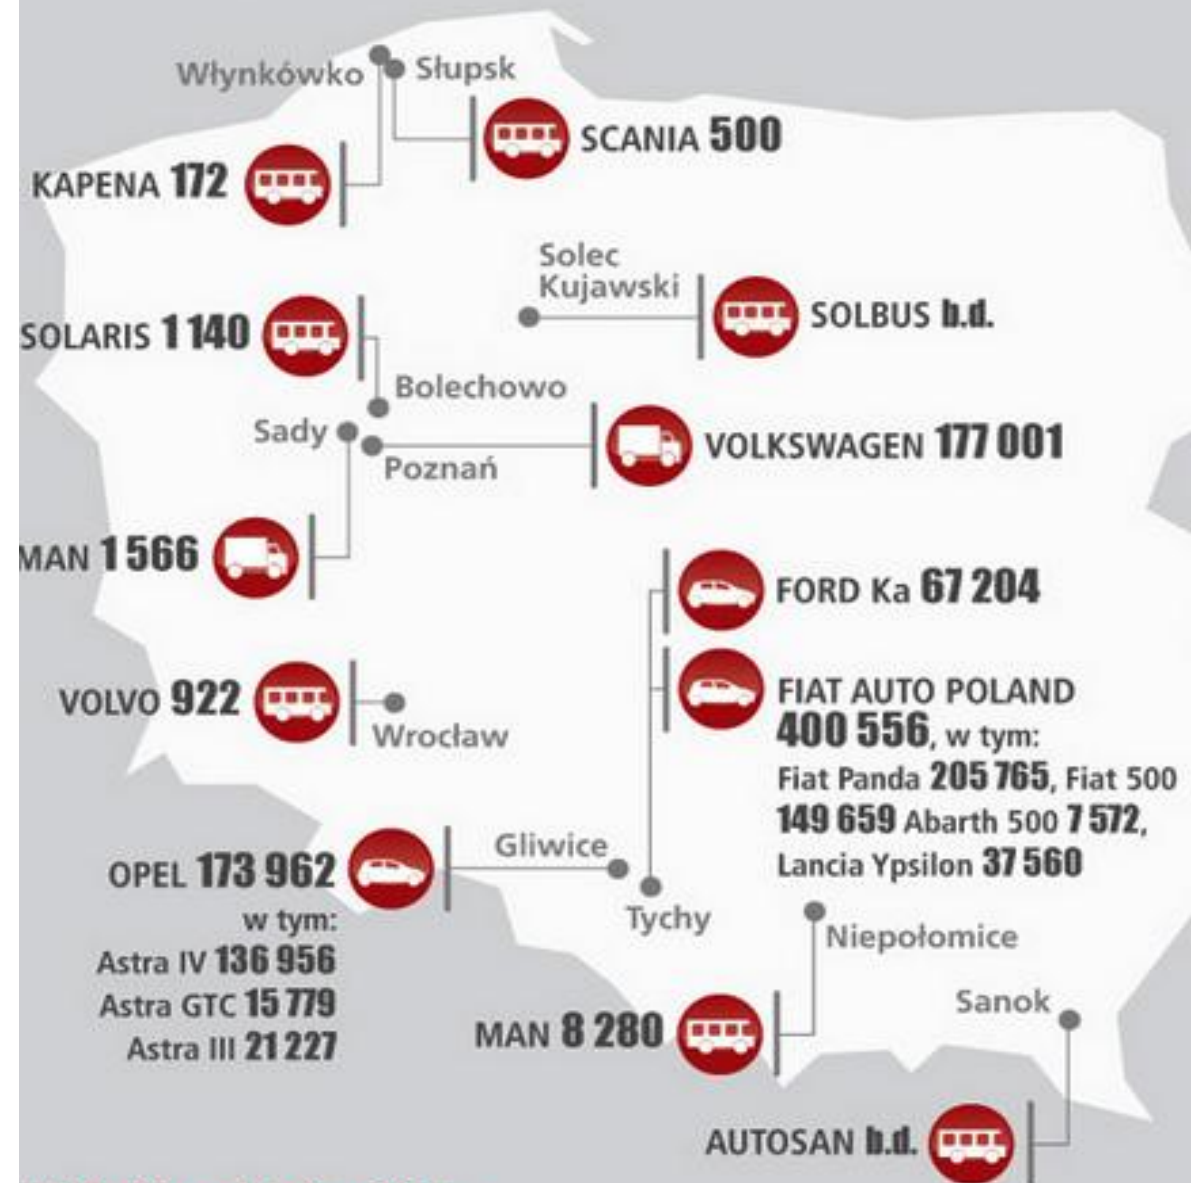 Włynkówko
Słupsk
SCANIA 500
KAPENA 172
Solec
Kujawski
SOLBUS b.d.
SOLARIS 1 140
Bolechowo
Sady
VOLKSWAGEN 177 001
Poznań
MAN 1 566
FORD Ka 67 204
VOLVO 922
Wrocław
FIAT AUTO POLAND
400 556, w tym:
Fiat Panda 205 765, Fiat 500
149 659 Abarth 500 7 572,
Lancia Ypsilon 37 560
Gliwice
OPEL 173 962
w tym:
Astra IV 136 956
Astra GTC 15 779
Astra III 21 227
Tychy
Niepołomice
MAN 8 280
Sanok
AUTOSAN b.d.